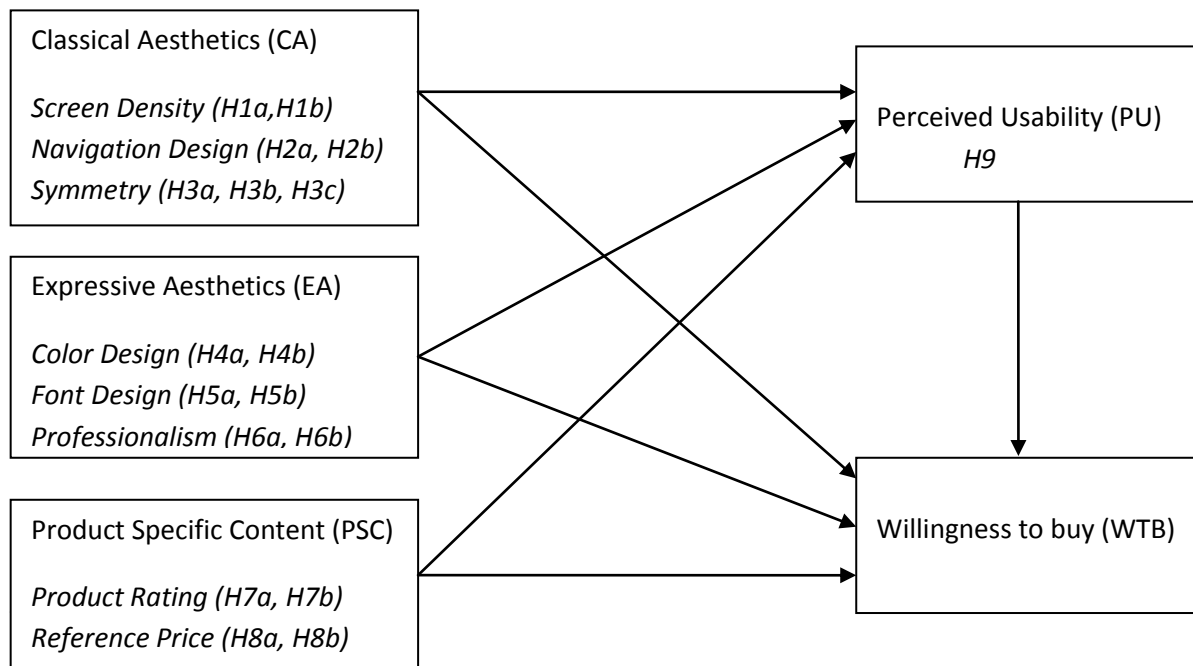 Classical Aesthetics (CA)
Screen Density (H1a,H1b)
Navigation Design (H2a, H2b)
Symmetry (H3a, H3b, H3c)
Expressive Aesthetics (EA)
Color Design (H4a, H4b)
Font Design (H5a, H5b)
Professionalism (H6a, H6b)
Product Specific Content (PSC)
Product Rating (H7a, H7b)
Reference Price (H8a, H8b)
Perceived Usability (PU)
H9
Willingness to buy (WTB)